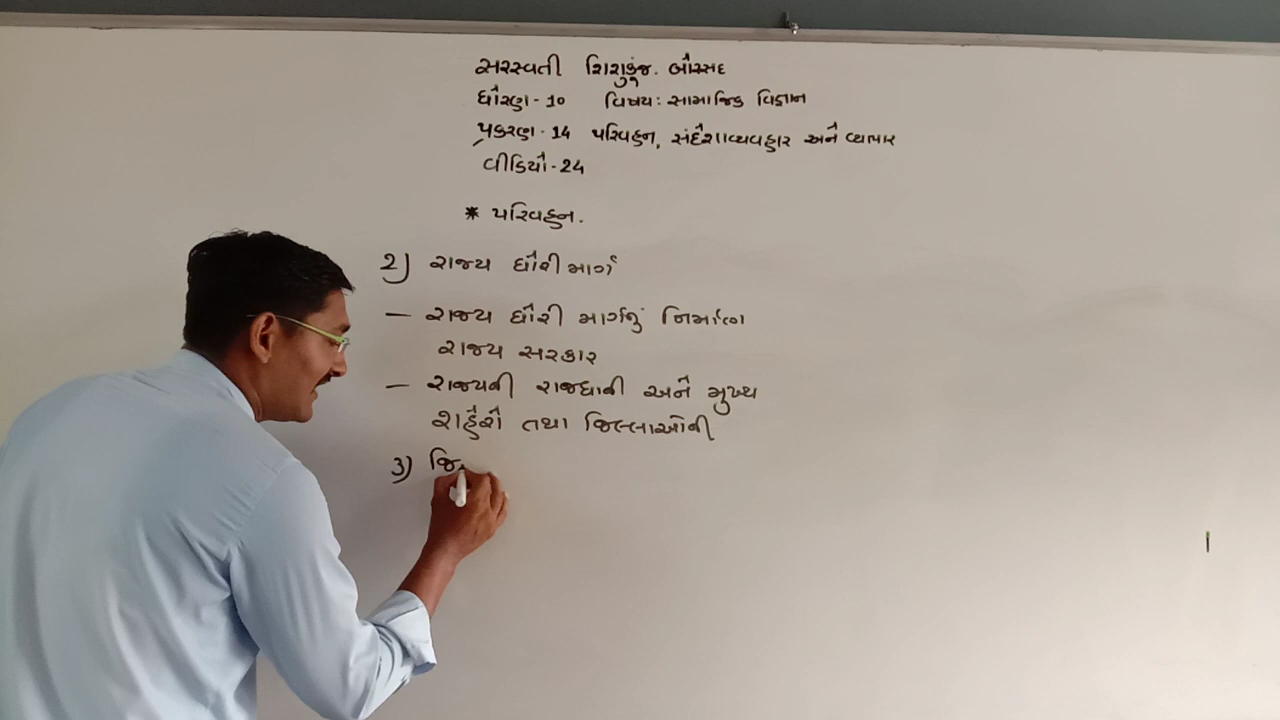 સરસ્વતી શિશુકુંજ. બોરસદ
ધોરણ - 10 વિષય: સામાજિક વિજ્ઞાન
પ્રકરણ - 14 પરિવહન, સંદેશાવ્યવહાર અને વ્યાપાર
વીડિયો - 24
* પરિવહન.
2) રાજ્ય ધોરી માર્ગ
– રાજ્ય ધોરી માર્ગનું નિર્માણ
રાજ્ય સરકાર
– રાજ્યની રાજધાની અને મુખ્ય
શહેરો તથા જિલ્લાઓની
3) જિ